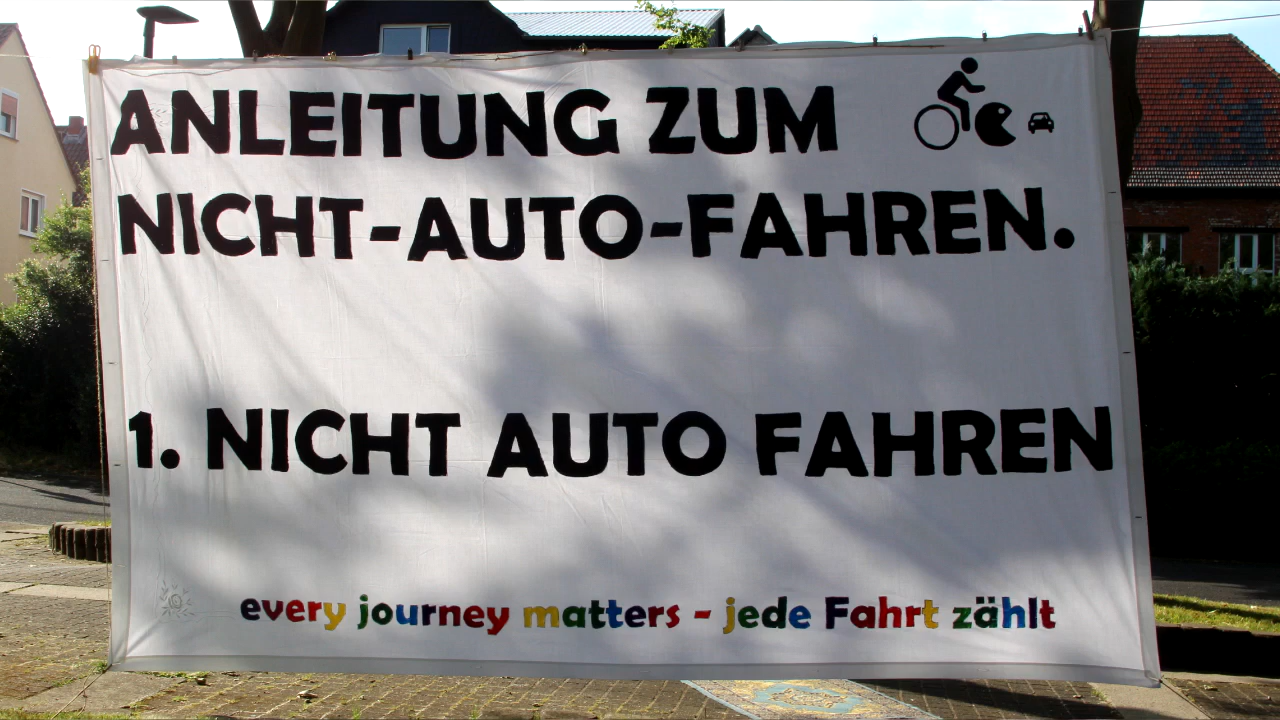 ANLEITUNG ZUM
NICHT-AUTO-FAHREN.
1. NICHT AUTO FAHREN
every journey matters - jede Fahrt zählt